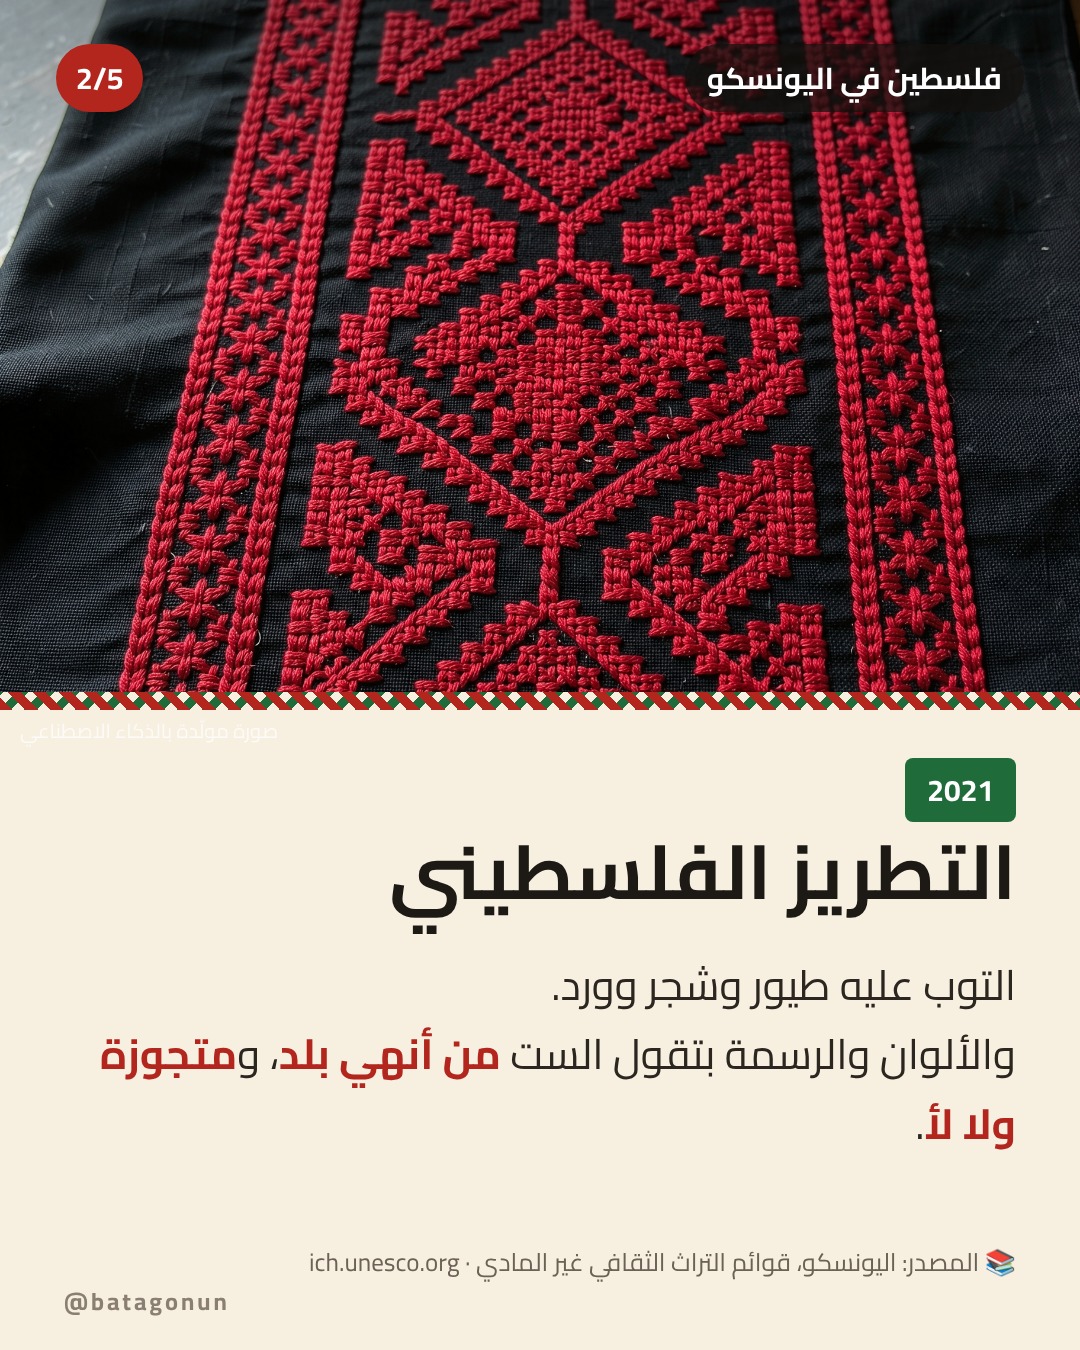 فلسطين في اليونسكو
2/5
صورة مولّدة بالذكاء الاصطناعي
2021
التطريز الفلسطيني
التوب عليه طيور وشجر وورد.
والألوان والرسمة بتقول الست من أنهي بلد، ومتجوزة
ولا لأ.
📚 المصدر: اليونسكو، قوائم التراث الثقافي غير المادي · ich.unesco.org
@batagonun